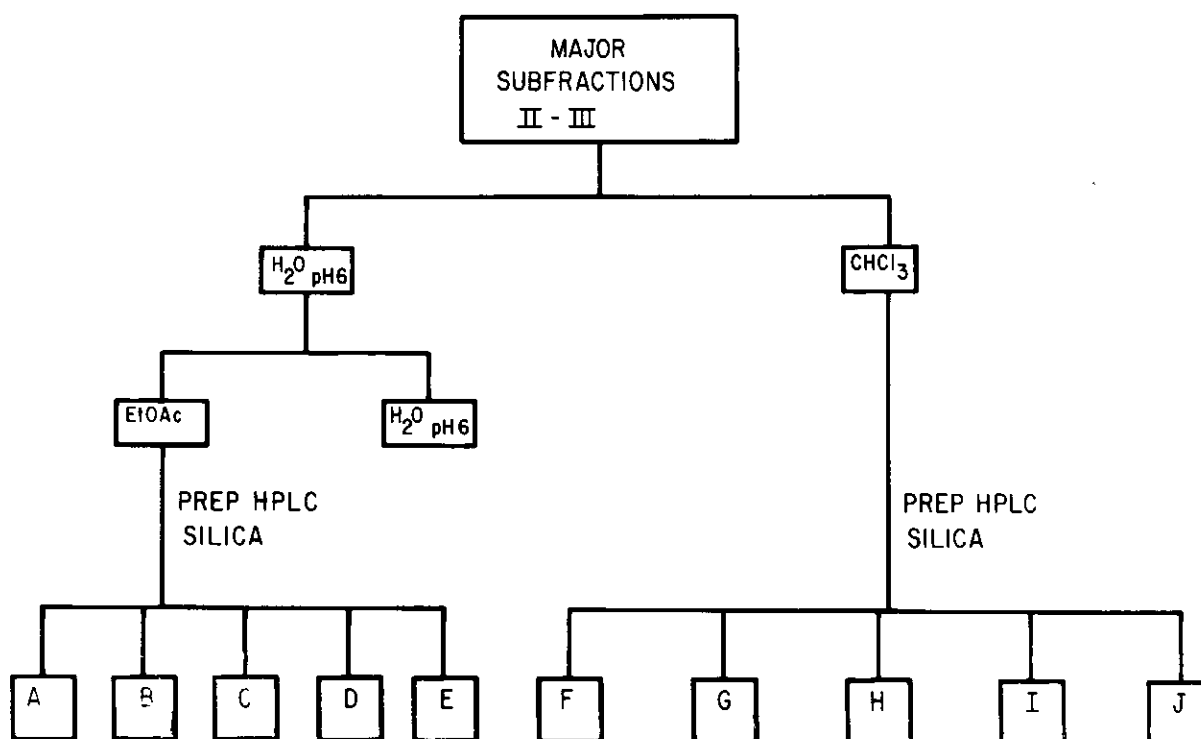 MAJOR
SUBFRACTIONS
II - III
H2O pH6
CHCl3
EtOAc
H2O pH6
PREP HPLC
SILICA
PREP HPLC
SILICA
A B C D E F G H I J